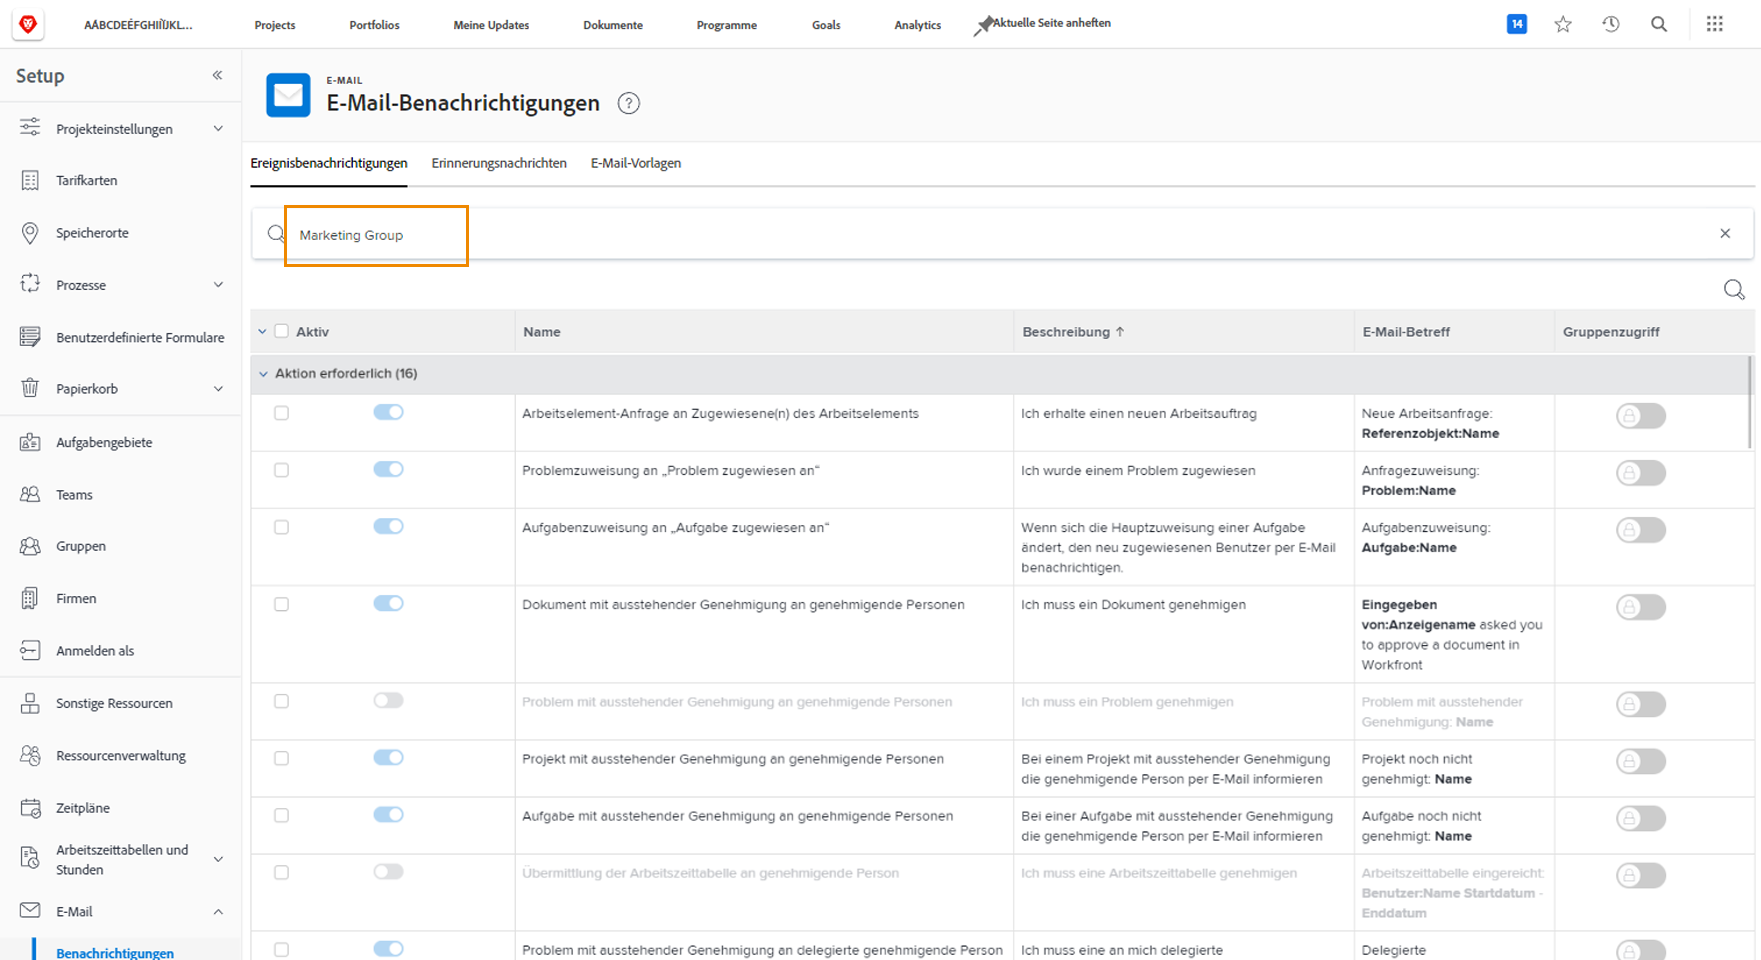 AÁBCDEÉFGHIÍÏJKL...
Projects
Portfolios
Meine Updates
Dokumente
Programme
Goals
Analytics
Aktuelle Seite anheften
14
Setup
Projekteinstellungen
Tarifkarten
Speicherorte
Prozesse
Benutzerdefinierte Formulare
Papierkorb
Aufgabengebiete
Teams
Gruppen
Firmen
Anmelden als
Sonstige Ressourcen
Ressourcenverwaltung
Zeitpläne
Arbeitszeittabellen und
Stunden
E-Mail
Benachrichtigungen
E-MAIL
E-Mail-Benachrichtigungen
Ereignisbenachrichtigungen
Erinnerungsnachrichten
E-Mail-Vorlagen
Marketing Group
Aktiv
Name
Beschreibung ↑
E-Mail-Betreff
Gruppenzugriff
Aktion erforderlich (16)
Arbeitselement-Anfrage an Zugewiesene(n) des Arbeitselements
Ich erhalte einen neuen Arbeitsauftrag
Neue Arbeitsanfrage:
Referenzobjekt:Name
Problemzuweisung an „Problem zugewiesen an“
Ich wurde einem Problem zugewiesen
Anfragezuweisung:
Problem:Name
Aufgabenzuweisung an „Aufgabe zugewiesen an“
Wenn sich die Hauptzuweisung einer Aufgabe
ändert, den neu zugewiesenen Benutzer per E-Mail
benachrichtigen.
Aufgabenzuweisung:
Aufgabe:Name
Dokument mit ausstehender Genehmigung an genehmigende Personen
Ich muss ein Dokument genehmigen
Eingegeben
von:Anzeigename asked you
to approve a document in
Workfront
Problem mit ausstehender Genehmigung an genehmigende Personen
Ich muss ein Problem genehmigen
Problem mit ausstehender
Genehmigung: Name
Projekt mit ausstehender Genehmigung an genehmigende Personen
Bei einem Projekt mit ausstehender Genehmigung
die genehmigende Person per E-Mail informieren
Projekt noch nicht
genehmigt: Name
Aufgabe mit ausstehender Genehmigung an genehmigende Personen
Bei einer Aufgabe mit ausstehender Genehmigung
die genehmigende Person per E-Mail informieren
Aufgabe noch nicht
genehmigt: Name
Übermittlung der Arbeitszeittabelle an genehmigende Person
Ich muss eine Arbeitszeittabelle genehmigen
Arbeitszeittabelle eingereicht:
Benutzer:Name Startdatum -
Enddatum
Problem mit ausstehender Genehmigung an delegierte genehmigende Person
Ich muss eine an mich delegierte
Delegierte